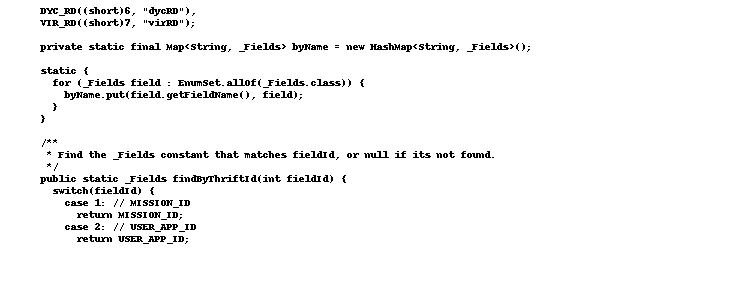 DYC_RD((short)6, "dycRD"),
VIR_RD((short)7, "virRD");
private static final Map<String, _Fields> byName = new HashMap<String, _Fields>();
static {
for (_Fields field : EnumSet.allOf(_Fields.class)) {
byName.put(field.getFieldName(), field);
}
}
/**
* Find the _Fields constant that matches fieldId, or null if its not found.
*/
public static _Fields findByThriftId(int fieldId) {
switch(fieldId) {
case 1: // MISSION_ID
return MISSION_ID;
case 2: // USER_APP_ID
return USER_APP_ID;